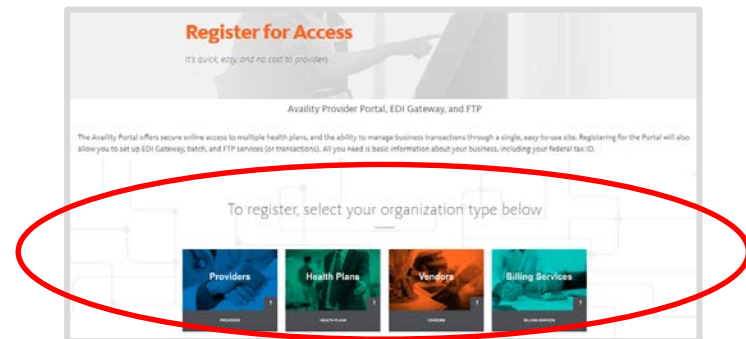 Register for Access
It's quick, easy, and no cost to providers
Availity Provider Portal, EDI Gateway, and FTP
The Availity Portal offers secure online access to multiple health plans, and the ability to manage business transactions through a single, easy-to-use site. Registering for the Portal will also
allow you to set up EDI Gateway, batch, and FTP services (or transactions). All you need is basic information about your business, including your federal tax ID.
To register, select your organization type below
Providers Health Plans Vendors Billing Services
PROVIDERS HEALTH PLANS VENDORS BILLING SERVICES